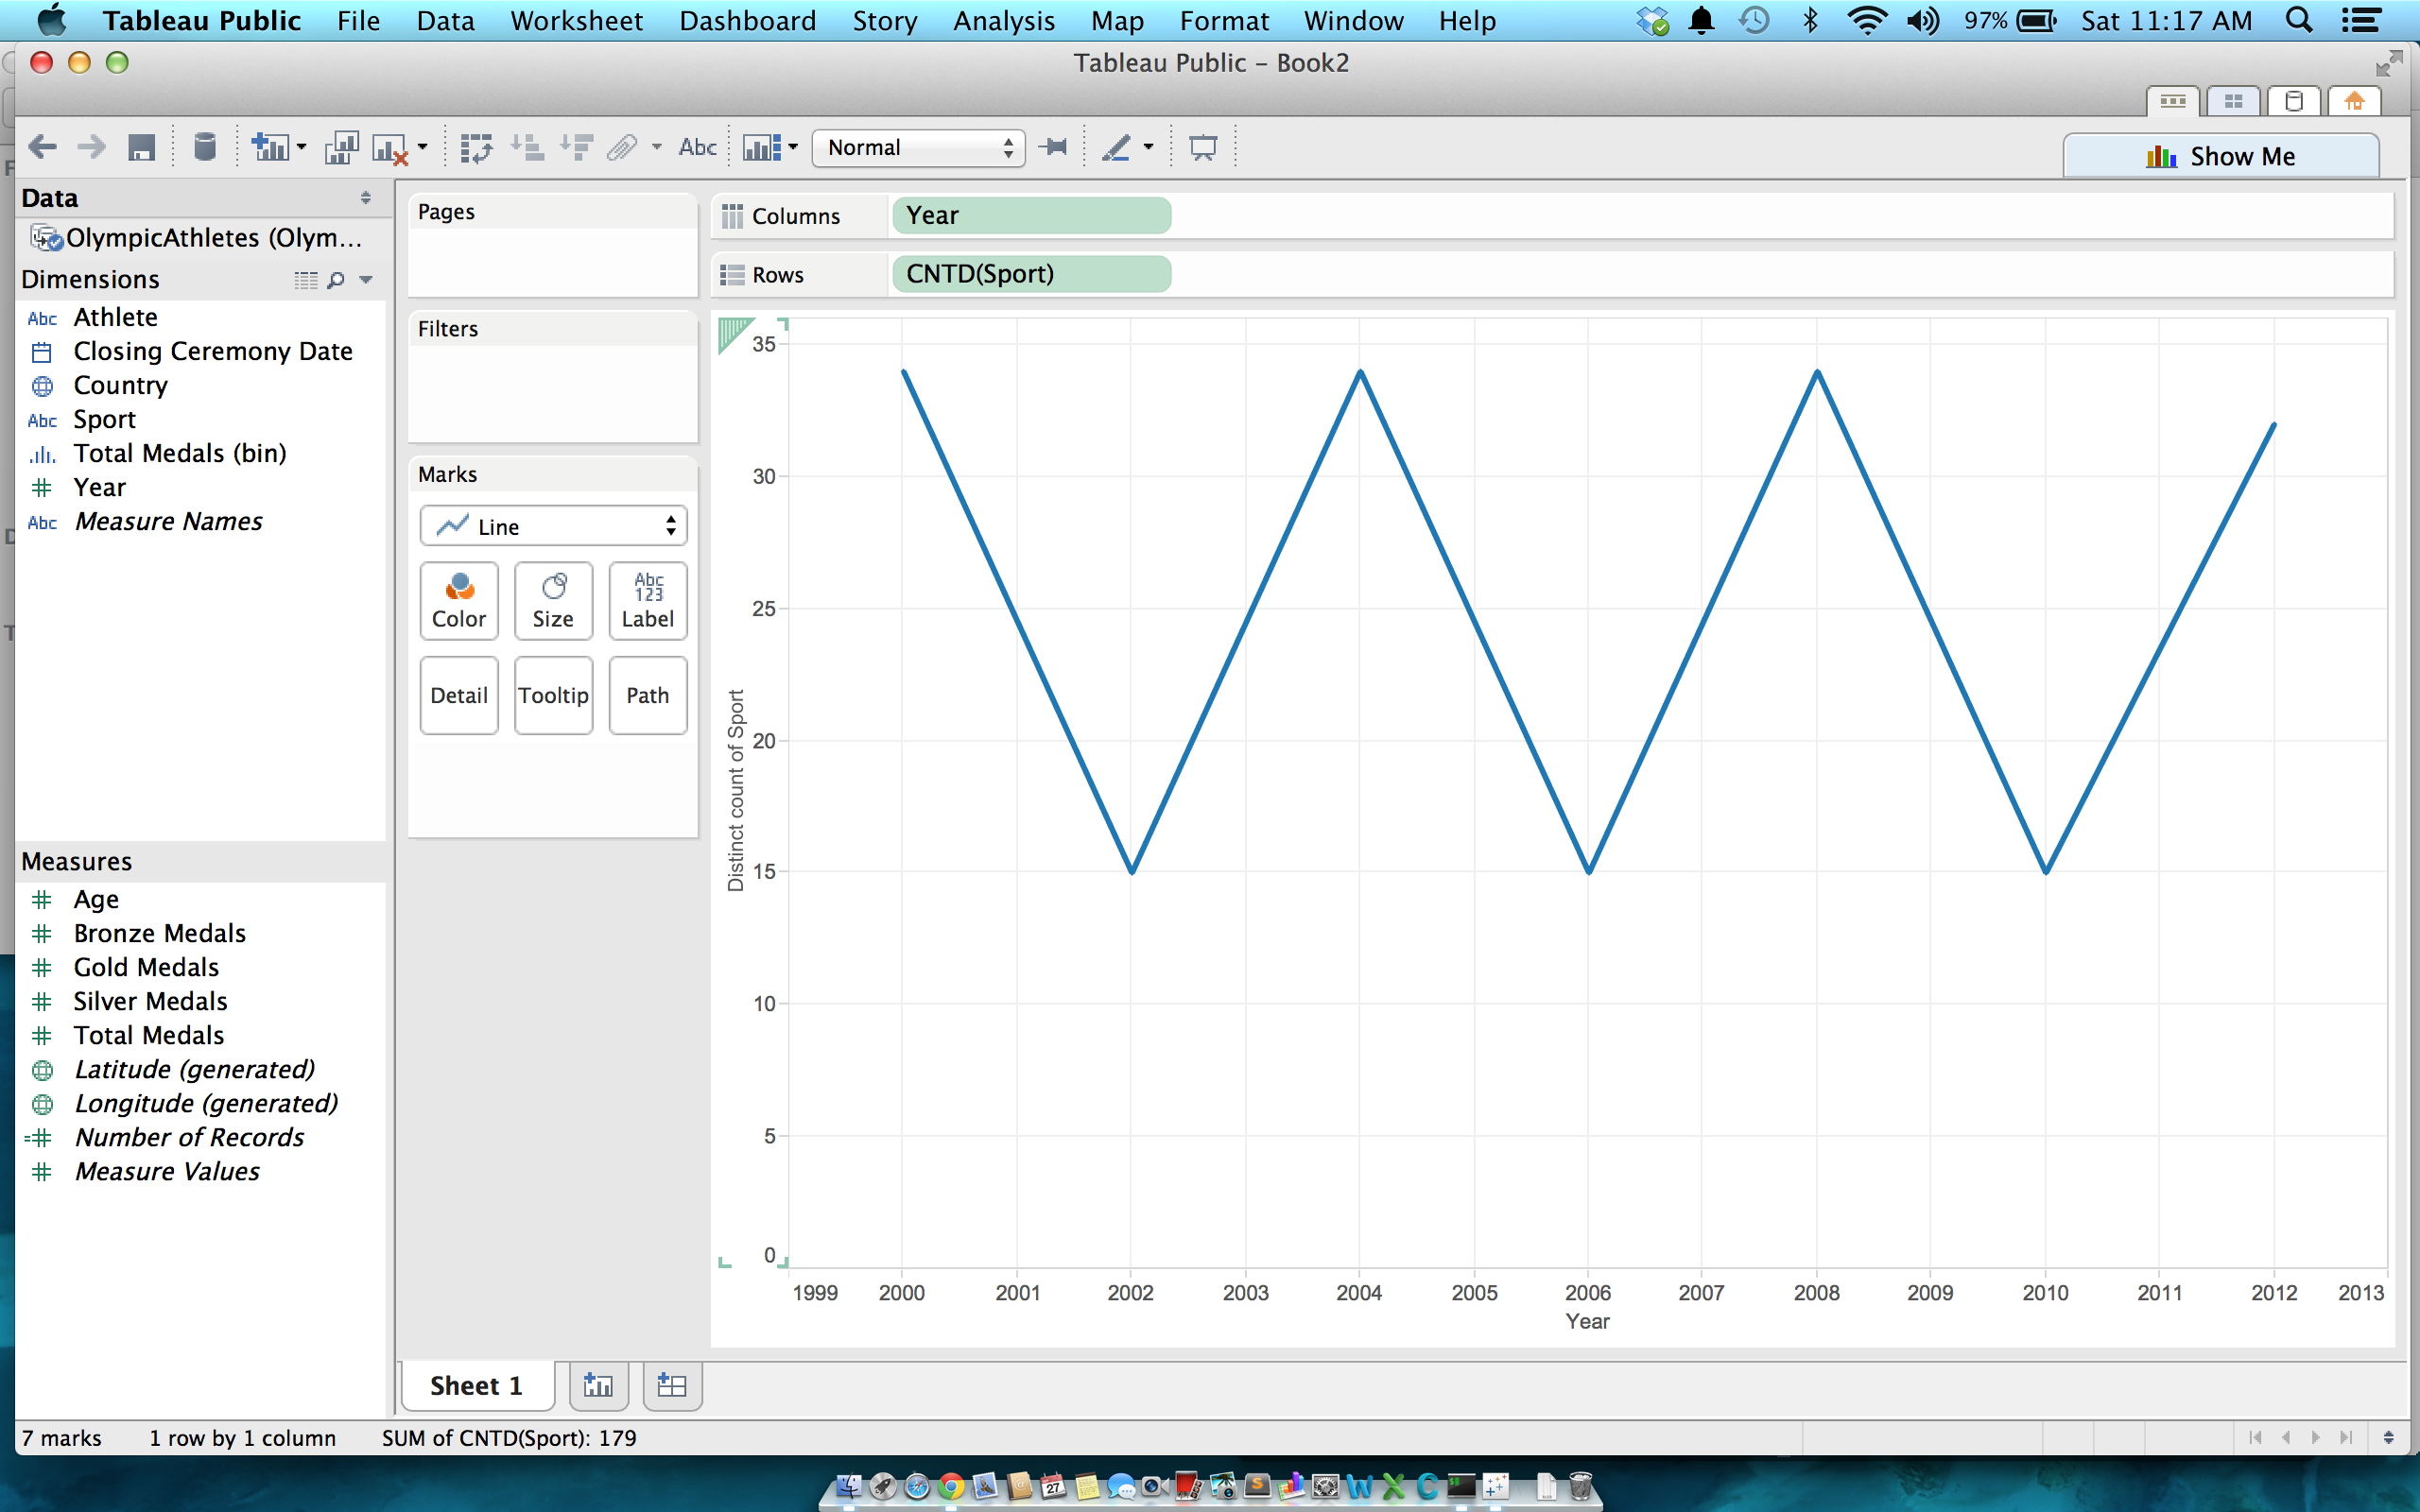 Tableau Public File Data Worksheet Dashboard Story Analysis Map Format Window Help 97% Sat 11:17 AM
Tableau Public – Book2
Abc Normal Show Me
Data
OlympicAthletes (Olym...
Dimensions
Abc Athlete
Closing Ceremony Date
Country
Abc Sport
Total Medals (bin)
Year
Abc Measure Names
Measures
Age
Bronze Medals
Gold Medals
Silver Medals
Total Medals
Latitude (generated)
Longitude (generated)
Number of Records
Measure Values
Pages
Filters
Marks
Line
Abc
123
Color Size Label
Detail Tooltip Path
Columns Year
Rows CNTD(Sport)
Distinct count of Sport
35
30
25
20
15
10
5
0
1999 2000 2001 2002 2003 2004 2005 2006 2007 2008 2009 2010 2011 2012 2013
Year
Sheet 1
7 marks 1 row by 1 column SUM of CNTD(Sport): 179
27